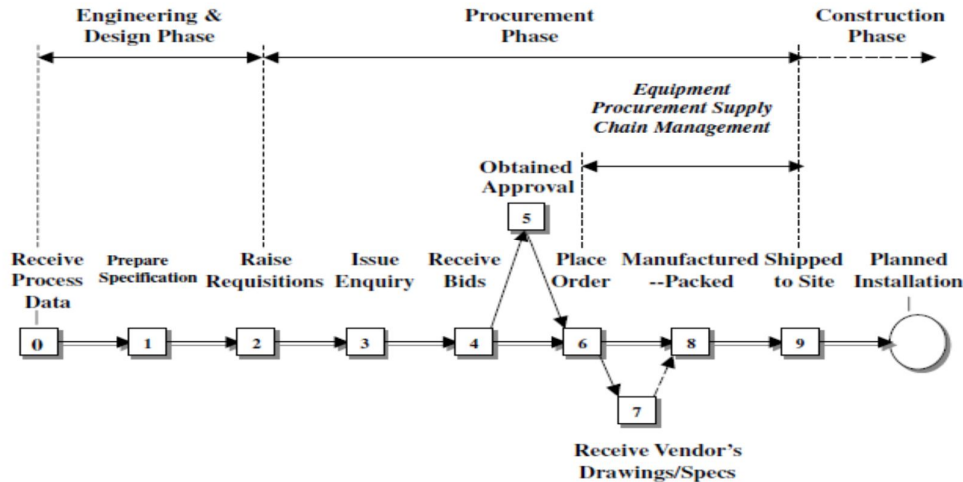 Engineering &
Design Phase
Procurement
Phase
Construction
Phase
Equipment
Procurement Supply
Chain Management
Obtained
Approval
5
Receive
Process
Data
Prepare
Specification
Raise
Requisitions
Issue
Enquiry
Receive
Bids
Place
Order
Manufactured
--Packed
Shipped
to Site
Planned
Installation
0
1
2
3
4
6
8
9
7
Receive Vendor's
Drawings/Specs